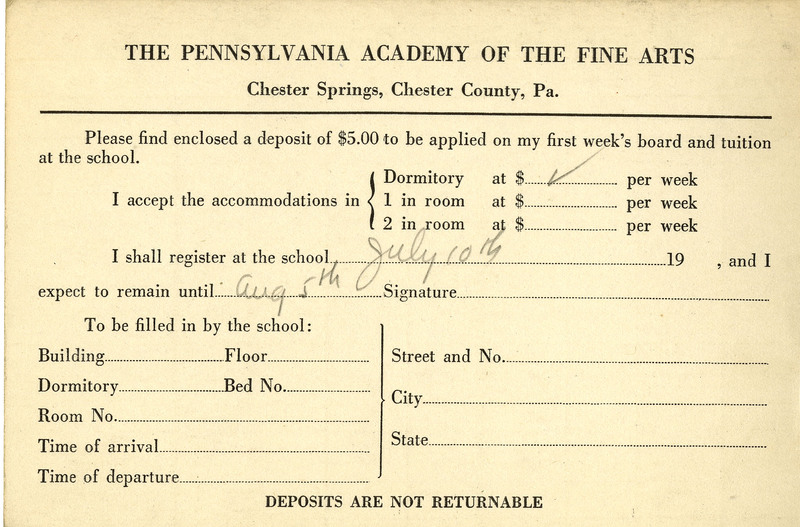 THE PENNSYLVANIA ACADEMY OF THE FINE ARTS
Chester Springs, Chester County, Pa.
Please find enclosed a deposit of $5.00 to be applied on my first week's board and tuition
at the school.
I accept the accommodations in { Dormitory at $....✓.... per week
1 in room at $........ per week
2 in room at $........ per week
I shall register at the school July 10th 19 , and I
expect to remain until Aug 5th Signature
To be filled in by the school:
Building........Floor........
Dormitory........Bed No.........
Room No.........
Time of arrival........
Time of departure........
Street and No.........
City........
State........
DEPOSITS ARE NOT RETURNABLE